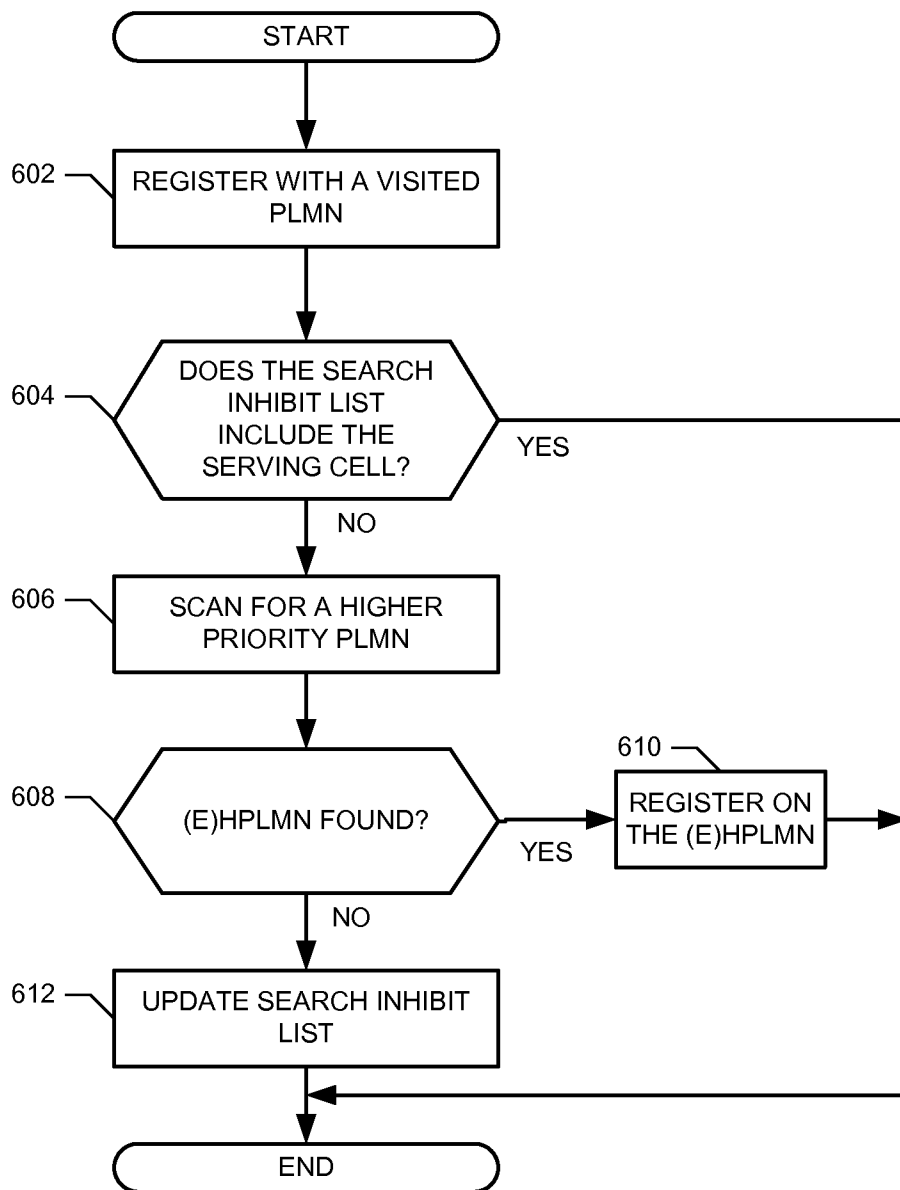 START
602
REGISTER WITH A VISITED
PLMN
604
DOES THE SEARCH
INHIBIT LIST
INCLUDE THE
SERVING CELL?
YES
NO
606
SCAN FOR A HIGHER
PRIORITY PLMN
608
(E)HPLMN FOUND?
YES
610
REGISTER ON
THE (E)HPLMN
NO
612
UPDATE SEARCH INHIBIT
LIST
END